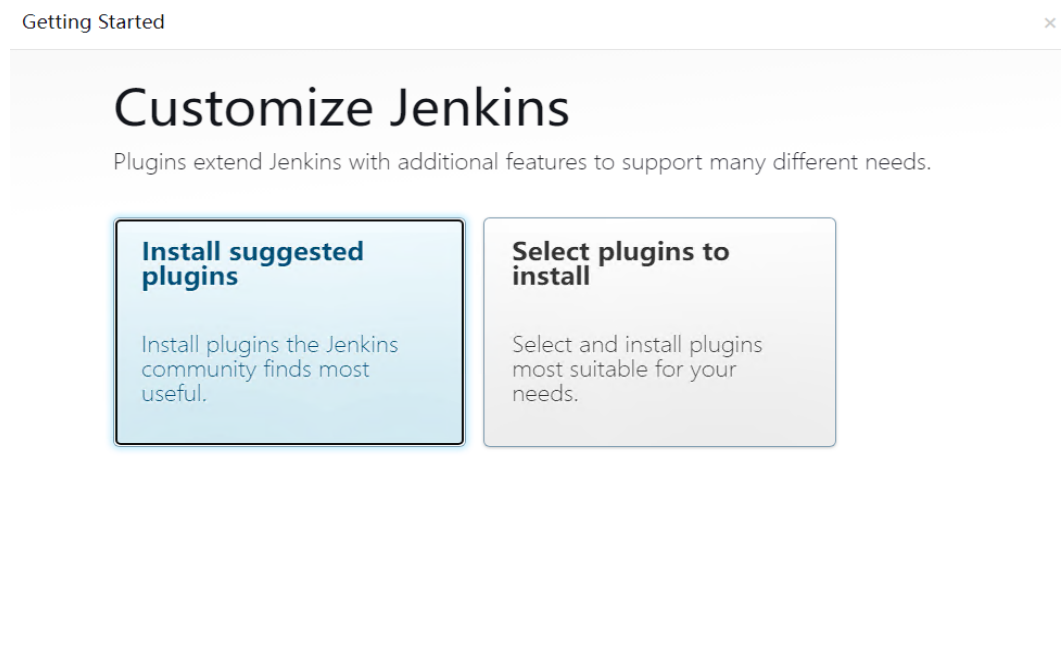 Getting Started
×
Customize Jenkins
Plugins extend Jenkins with additional features to support many different needs.
Install suggested
plugins
Install plugins the Jenkins
community finds most
useful.
Select plugins to
install
Select and install plugins
most suitable for your
needs.